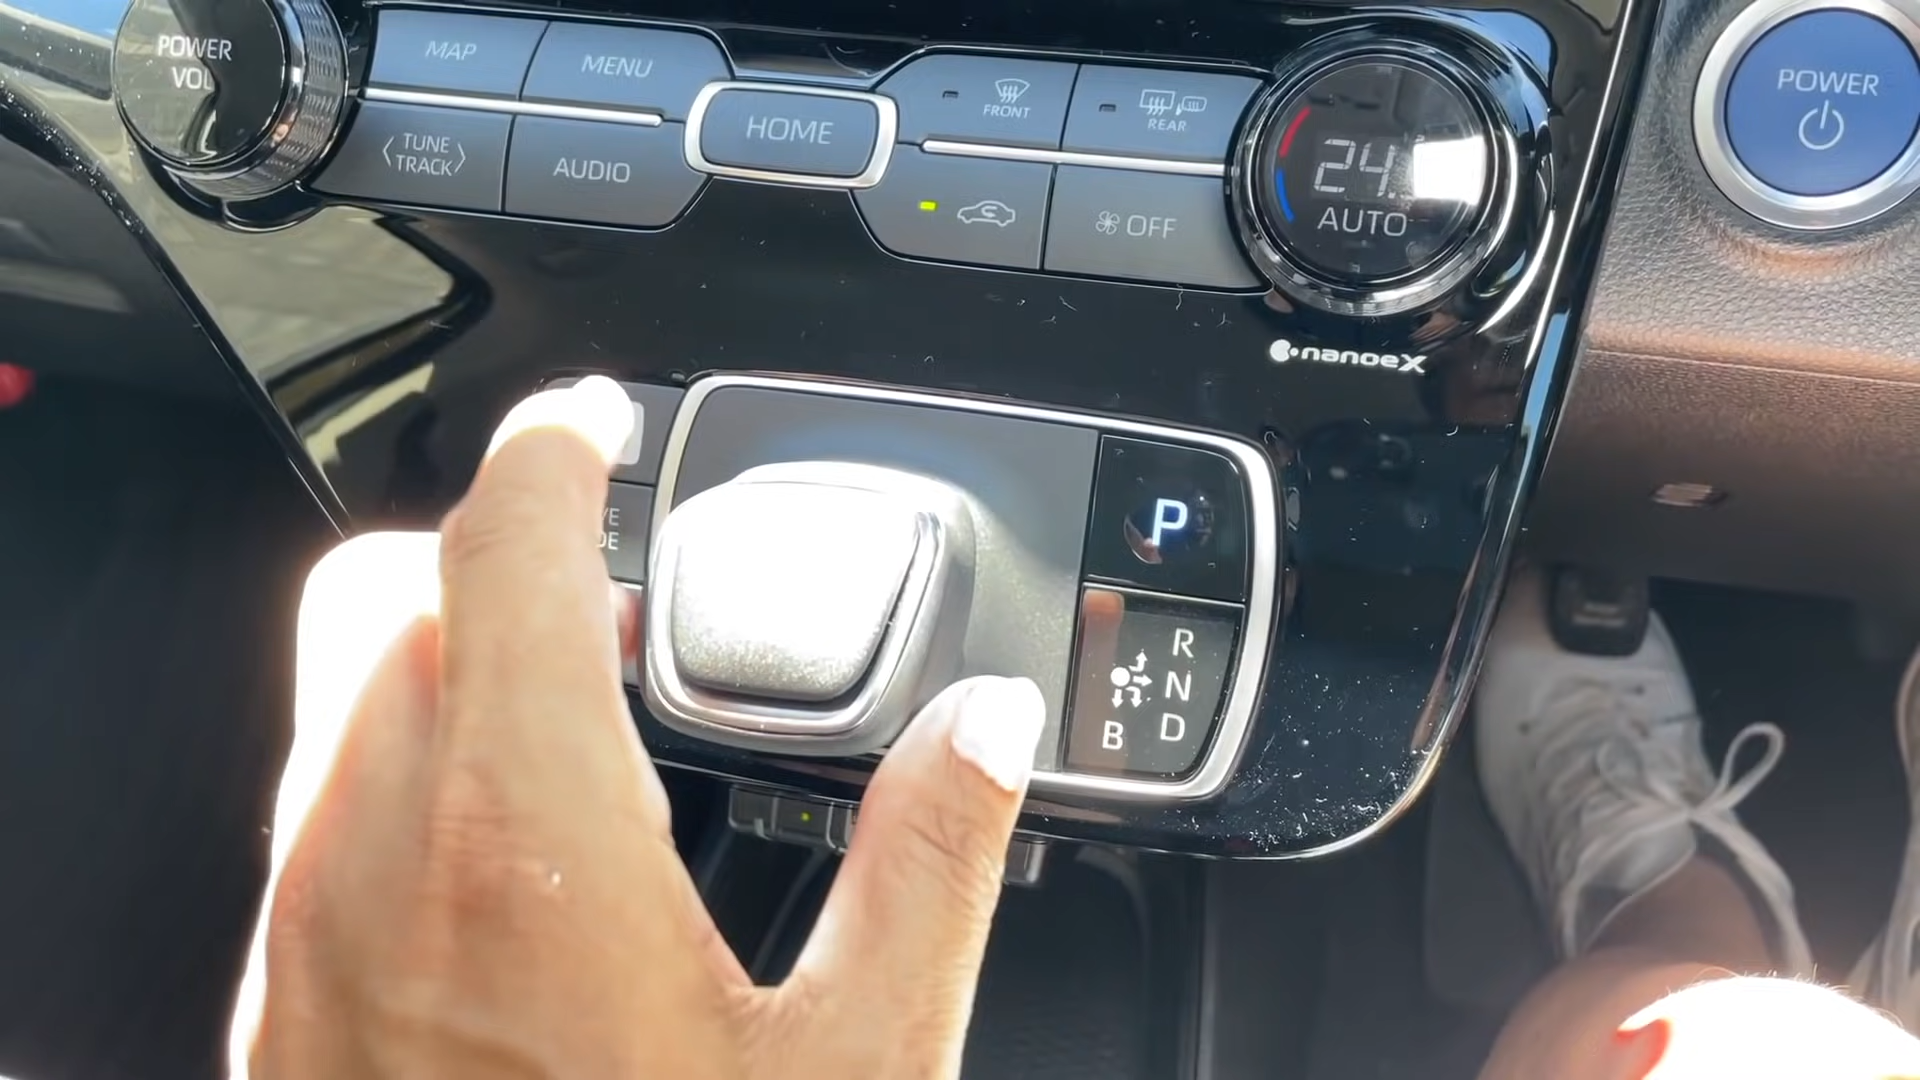 POWER
VOL
MAP
MENU
TUNE
TRACK
AUDIO
HOME
FRONT
REAR
OFF
AUTO
POWER
nanoeX
P
R
N
D
B